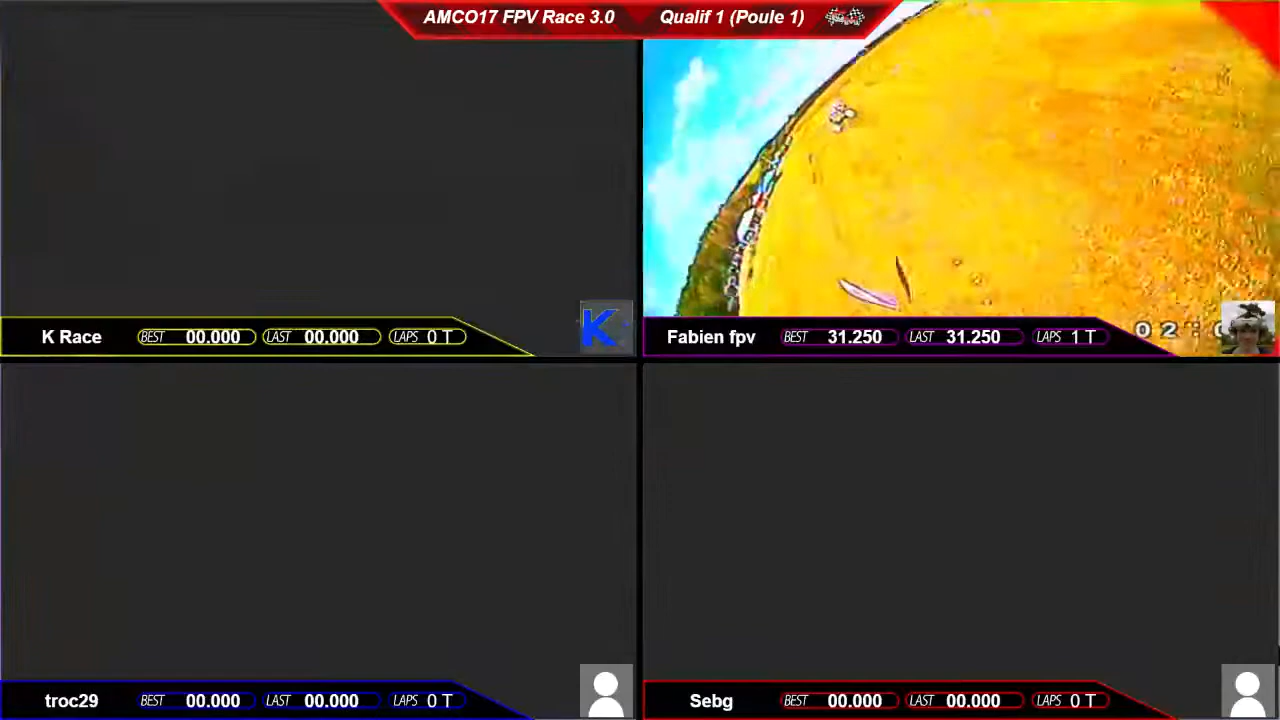 AMCO17 FPV Race 3.0 Qualif 1 (Poule 1)
K Race BEST 00.000 LAST 00.000 LAPS 0 T
K
Fabien fpv BEST 31.250 LAST 31.250 LAPS 1 T
troc29 BEST 00.000 LAST 00.000 LAPS 0 T
Sebg BEST 00.000 LAST 00.000 LAPS 0 T